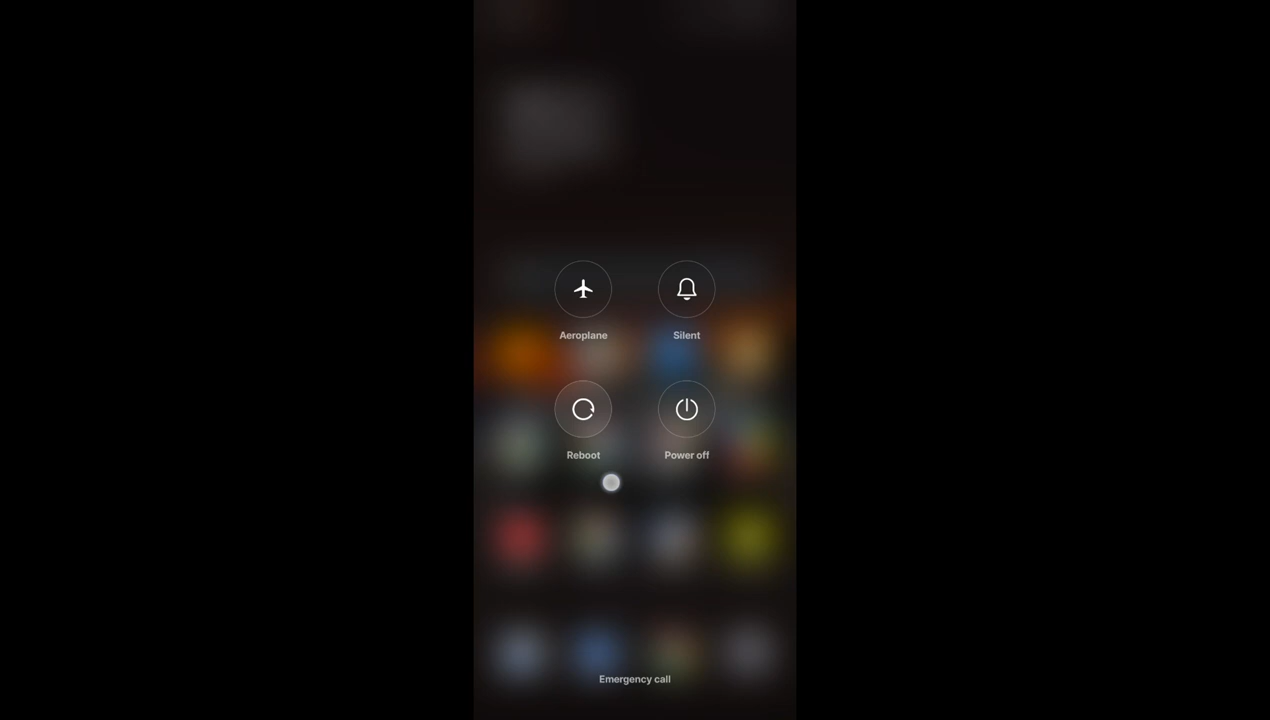 Aeroplane
Silent
Reboot
Power off
Emergency call